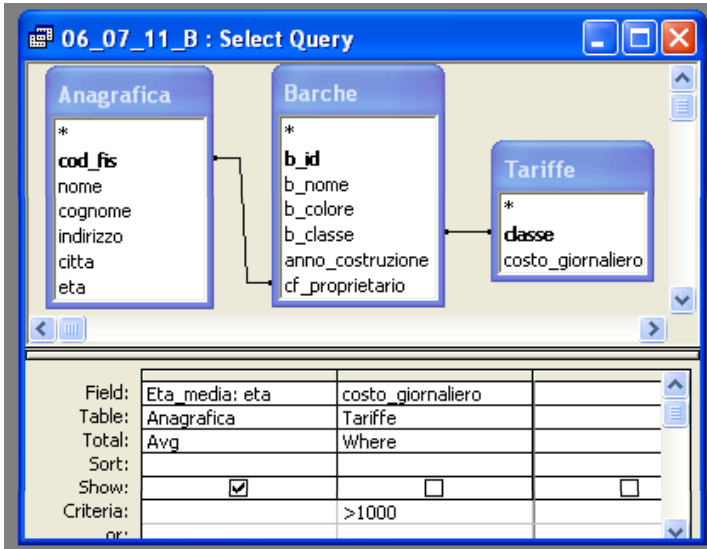 06_07_11_B : Select Query
Anagrafica
*
cod_fis
nome
cognome
indirizzo
citta
eta
Barche
*
b_id
b_nome
b_colore
b_classe
anno_costruzione
cf_proprietario
Tariffe
*
classe
costo_giornaliero
Field: Eta_media: eta costo_giornaliero
Table: Anagrafica Tariffe
Total: Avg Where
Sort:
Show:
Criteria: >1000
or: